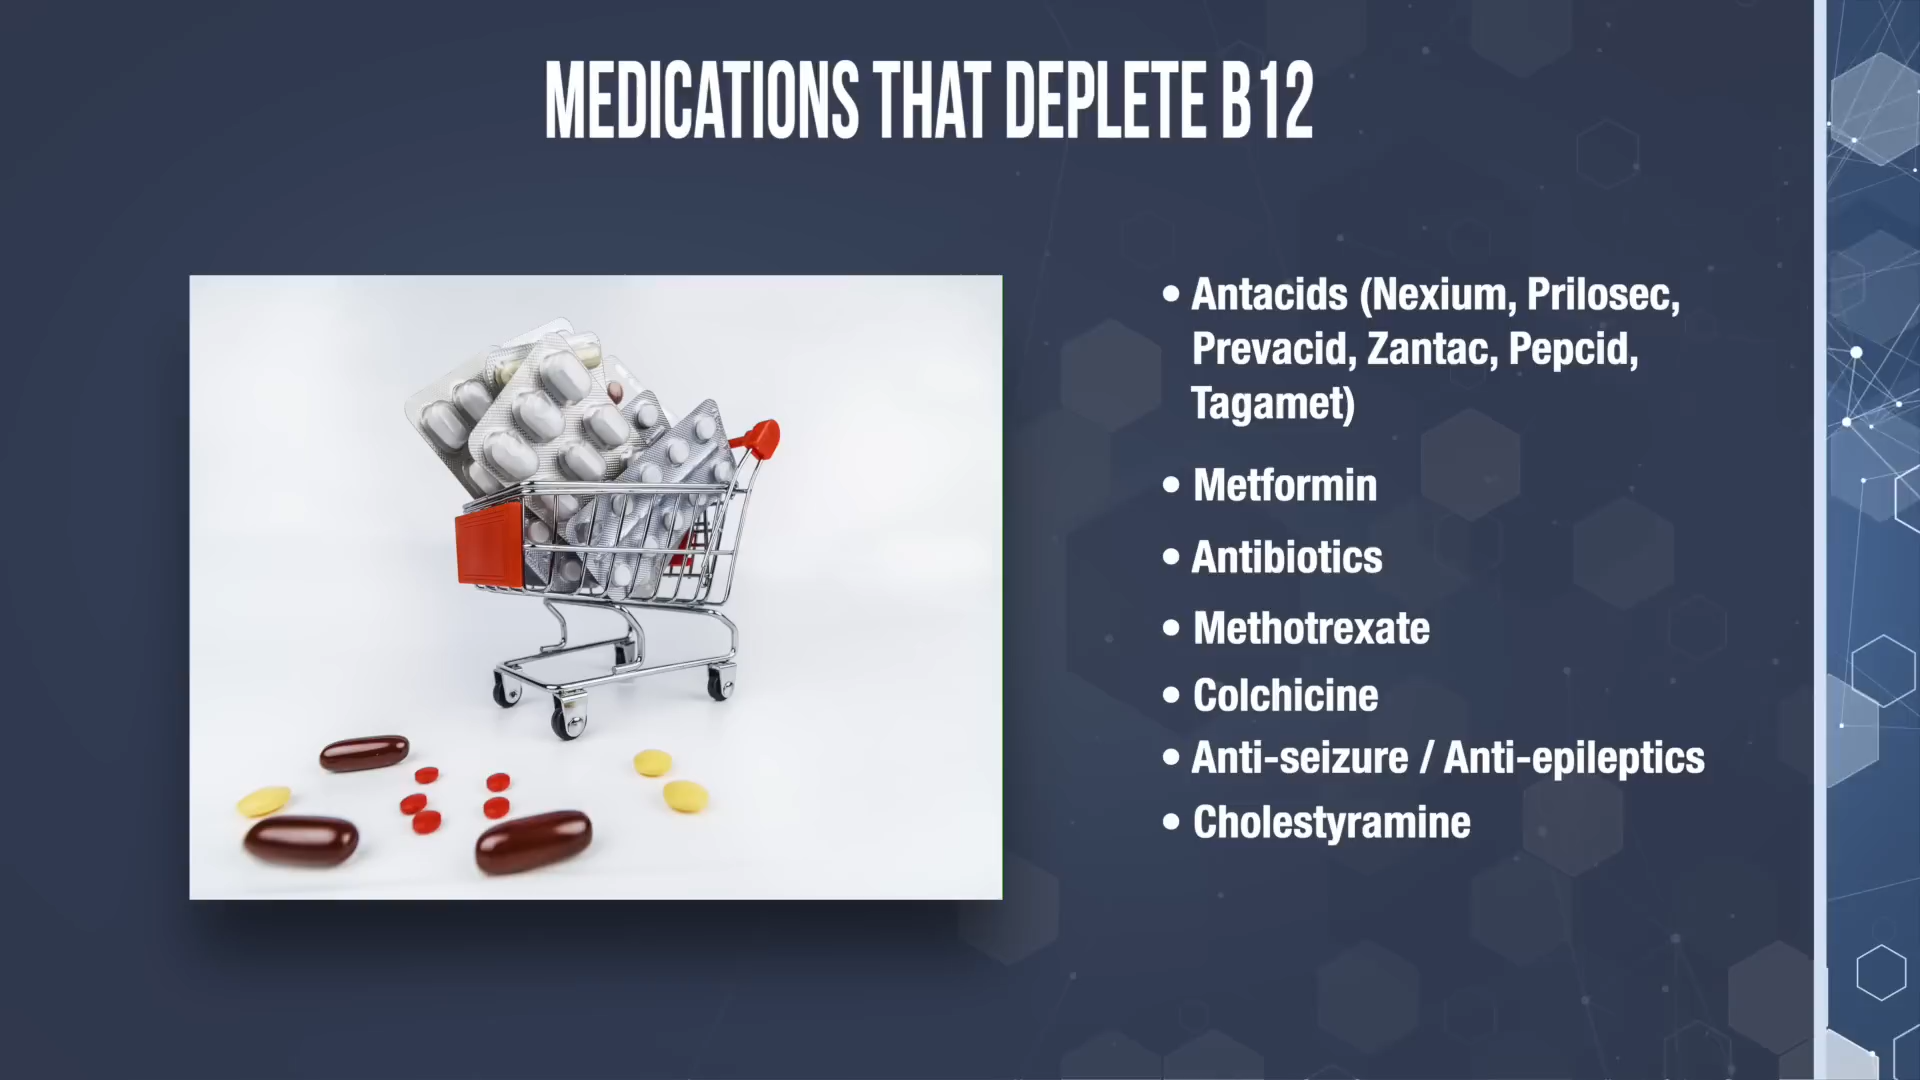 MEDICATIONS THAT DEPLETE B12
• Antacids (Nexium, Prilosec,
Prevacid, Zantac, Pepcid,
Tagamet)
• Metformin
• Antibiotics
• Methotrexate
• Colchicine
• Anti-seizure / Anti-epileptics
• Cholestyramine